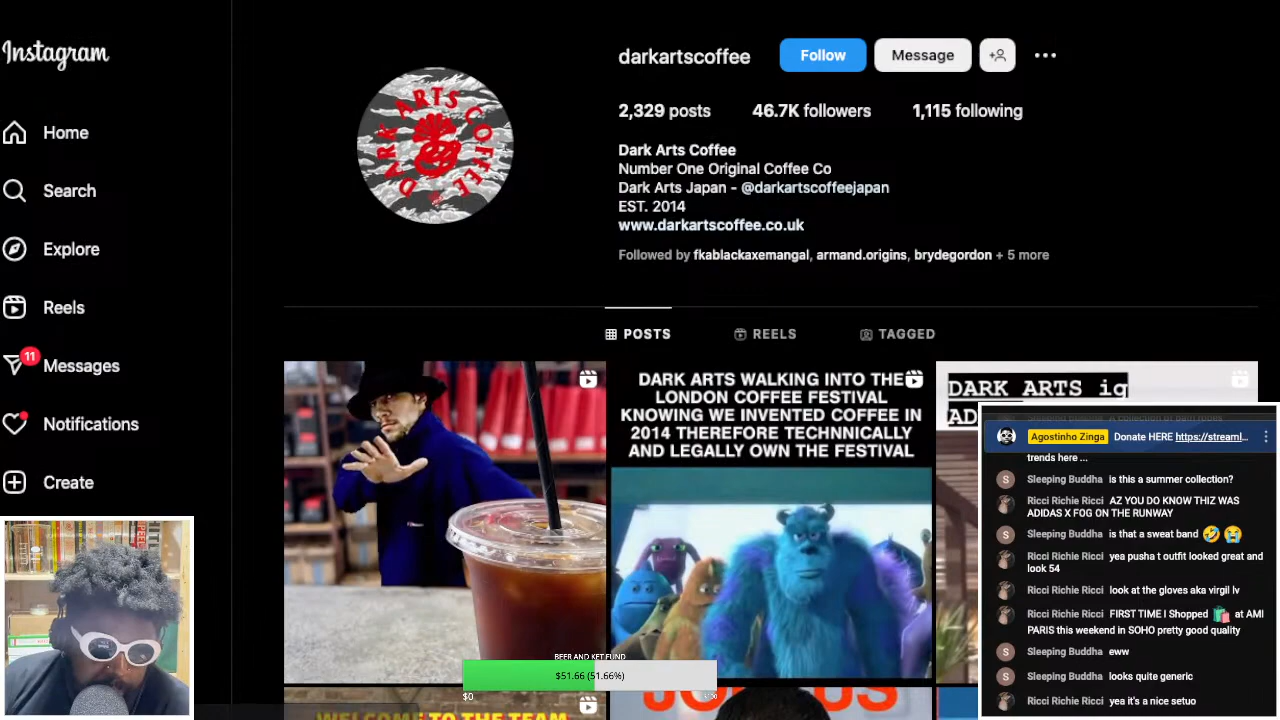 Instagram
Home
Search
Explore
Reels
11
Messages
Notifications
Create
DARK ARTS COFFEE
darkartscoffee
Follow
Message
2,329 posts
46.7K followers
1,115 following
Dark Arts Coffee
Number One Original Coffee Co
Dark Arts Japan - @darkartscoffeejapan
EST. 2014
www.darkartscoffee.co.uk
Followed by fkablackaxemangal, armand.origins, brydegordon + 5 more
POSTS
REELS
TAGGED
DARK ARTS WALKING INTO THE
LONDON COFFEE FESTIVAL
KNOWING WE INVENTED COFFEE IN
2014 THEREFORE TECHNNICALLY
AND LEGALLY OWN THE FESTIVAL
DARK ARTS ig
BEER AND KET FUND
$51.66 (51.66%)
$0
WELCOME TO THE TEAM
JOIN US
Agostinho Zinga Donate HERE https://streaml...
trends here ...
Sleeping Buddha is this a summer collection?
Ricci Richie Ricci AZ YOU DO KNOW THIZ WAS
ADIDAS X FOG ON THE RUNWAY
Sleeping Buddha is that a sweat band 🤣 😭
Ricci Richie Ricci yea pusha t outfit looked great and
look 54
Ricci Richie Ricci look at the gloves aka virgil lv
Ricci Richie Ricci FIRST TIME I Shopped 🛍️ at AMI
PARIS this weekend in SOHO pretty good quality
Sleeping Buddha eww
Sleeping Buddha looks quite generic
Ricci Richie Ricci yea it's a nice setuo